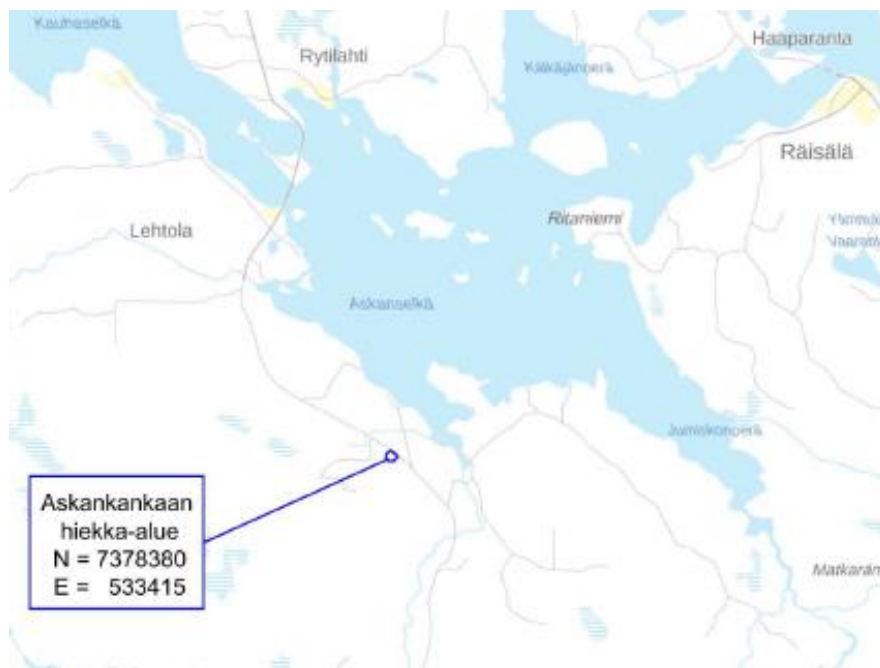 Kauhaselkä
Rytilahti
Haaparanta
Räisälä
Ritaniemi
Lehtola
Askanselkä
Askankankaan
hiekka-alue
N = 7378380
E = 533415